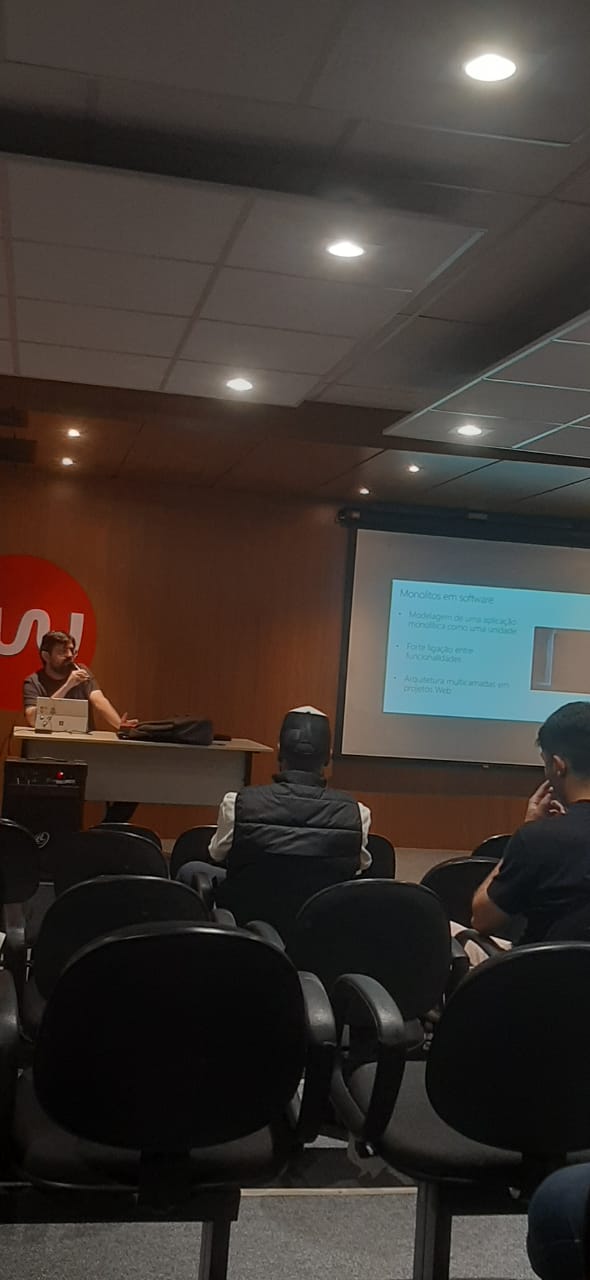 Monolitos em software
• Modelagem de uma aplicação
monolítica como uma unidade
• Forte ligação entre
funcionalidades
• Arquitetura multicamadas em
projetos Web